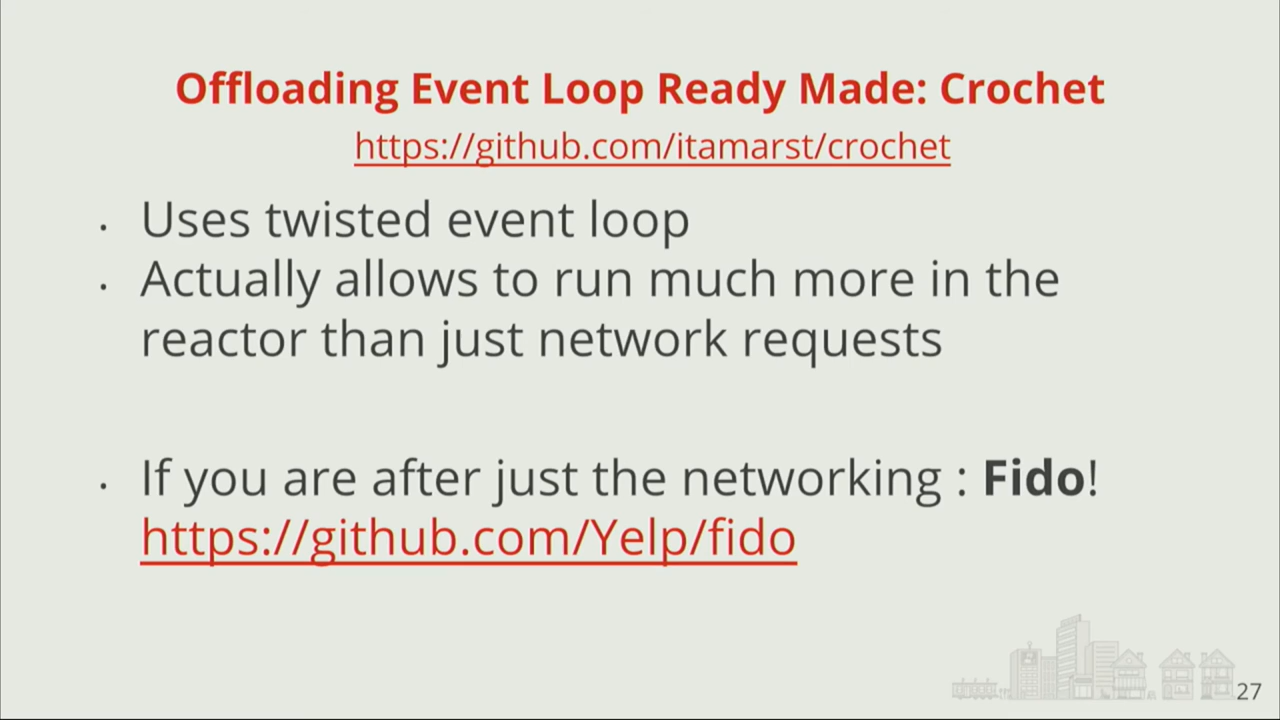 Offloading Event Loop Ready Made: Crochet
https://github.com/itamarst/crochet
· Uses twisted event loop
· Actually allows to run much more in the
reactor than just network requests
· If you are after just the networking : Fido!
https://github.com/Yelp/fido
27